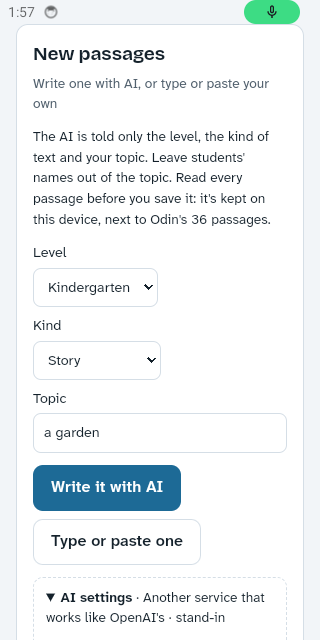 1:57
New passages
Write one with AI, or type or paste your
own
The AI is told only the level, the kind of
text and your topic. Leave students'
names out of the topic. Read every
passage before you save it: it's kept on
this device, next to Odin's 36 passages.
Level
Kindergarten
Kind
Story
Topic
a garden
Write it with AI
Type or paste one
▼ AI settings · Another service that
works like OpenAI's · stand-in